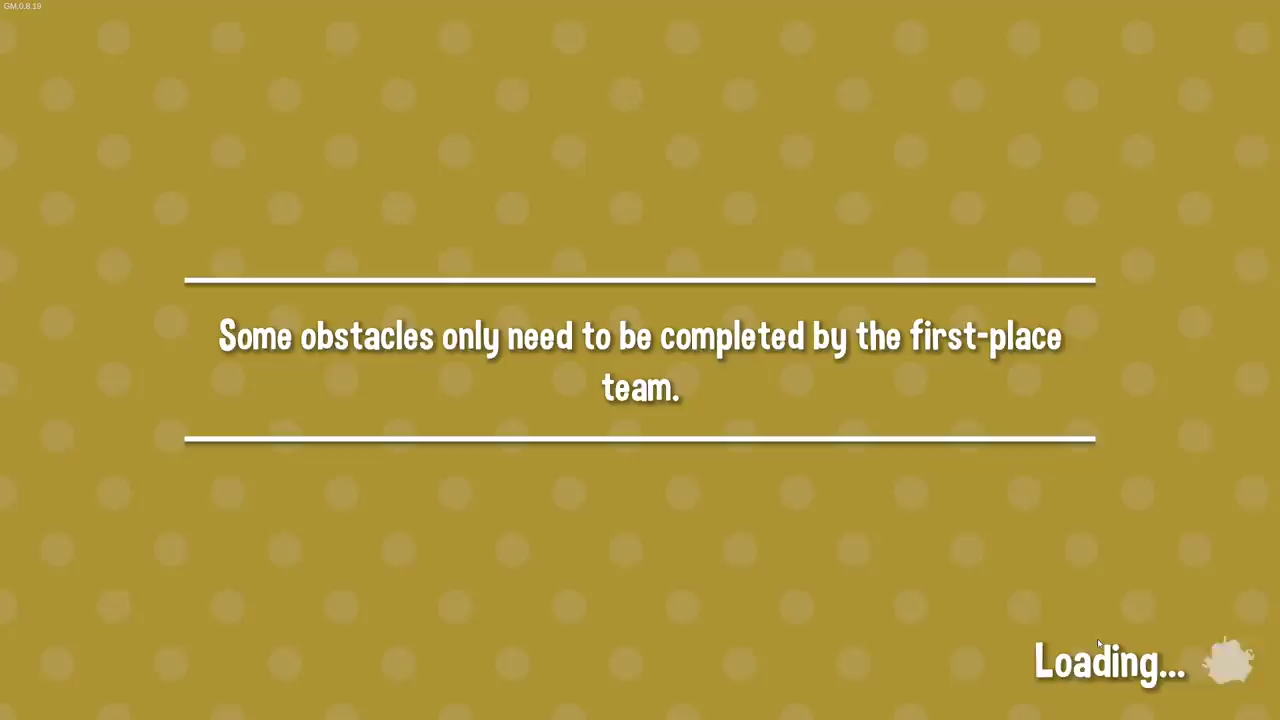 GM.0.8.19
Some obstacles only need to be completed by the first-place
team.
Loading...